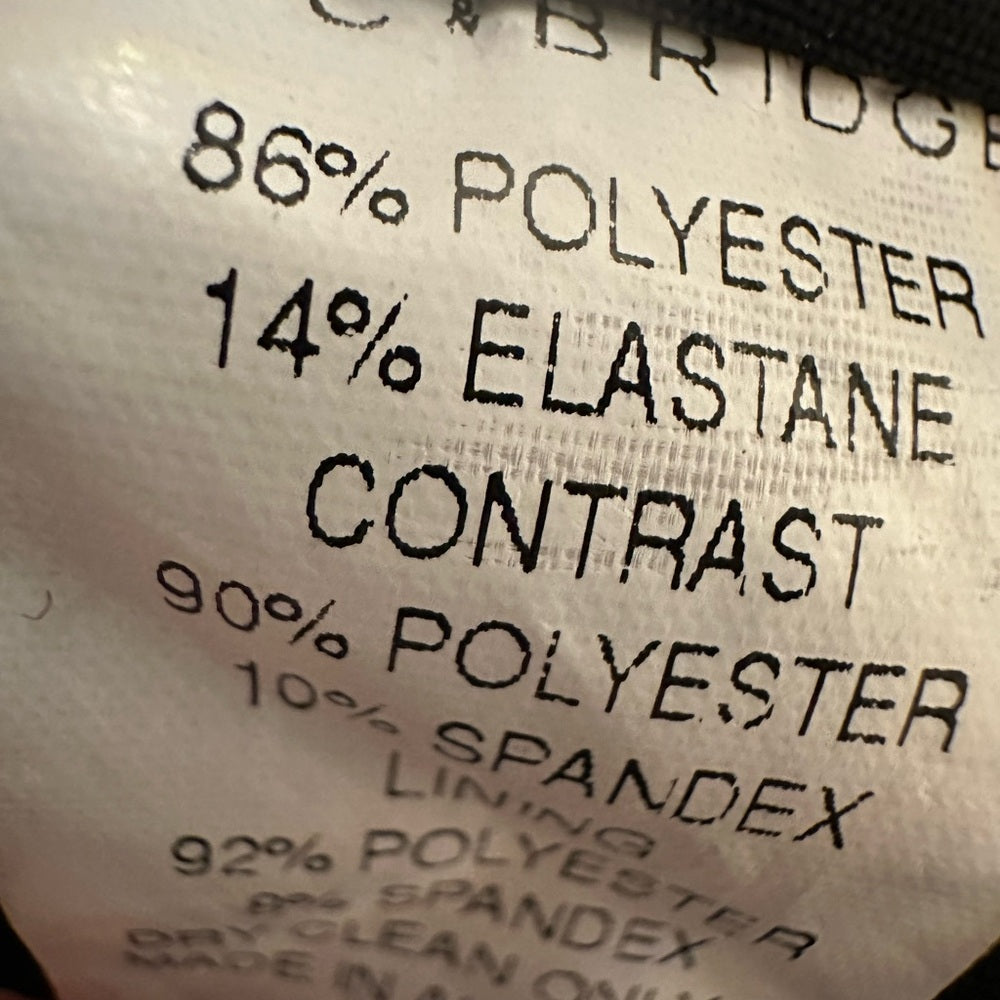 C & BRIDGE
86% POLYESTER
14% ELASTANE
CONTRAST
90% POLYESTER
10% SPANDEX
LINING
92% POLYESTER
8% SPANDEX
DRY CLEAN ONLY
MADE IN